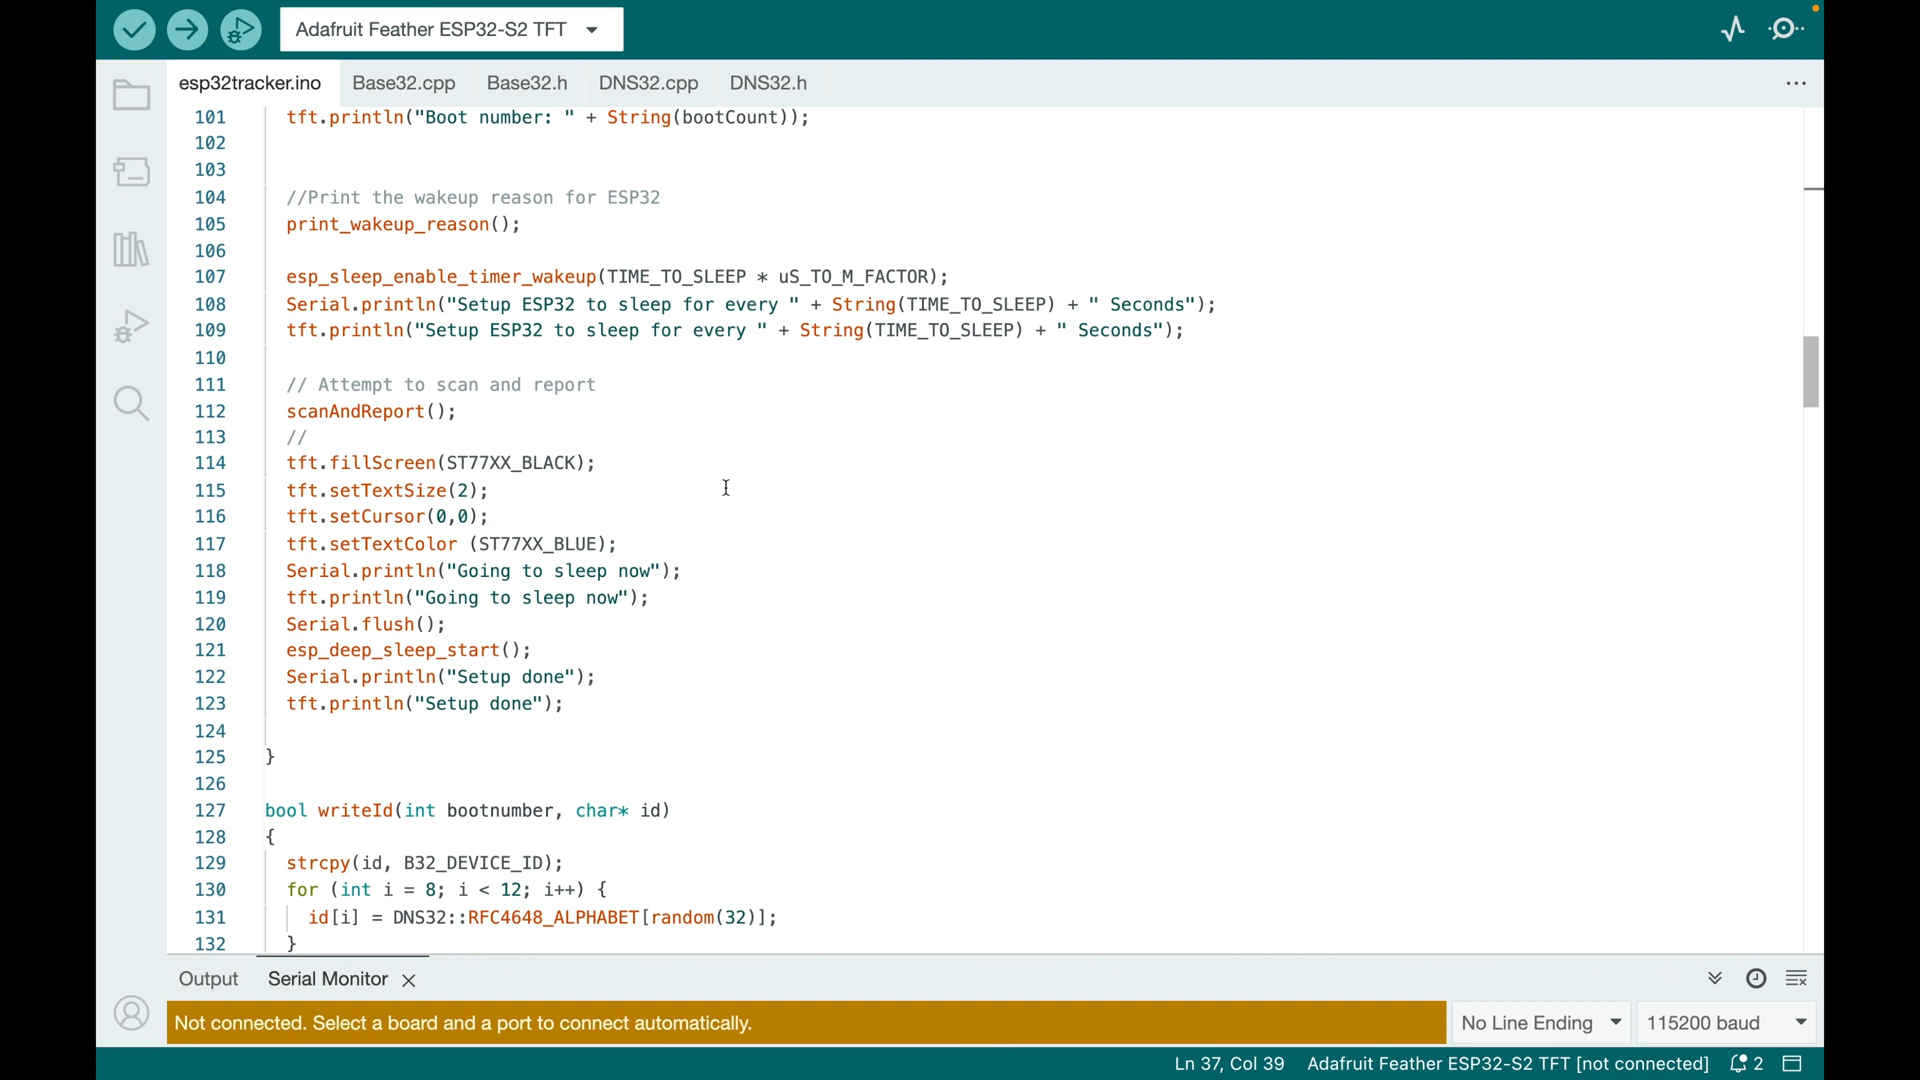 Adafruit Feather ESP32-S2 TFT
esp32tracker.ino Base32.cpp Base32.h DNS32.cpp DNS32.h
101 tft.println("Boot number: " + String(bootCount));
102
103
104 //Print the wakeup reason for ESP32
105 print_wakeup_reason();
106
107 esp_sleep_enable_timer_wakeup(TIME_TO_SLEEP * uS_TO_M_FACTOR);
108 Serial.println("Setup ESP32 to sleep for every " + String(TIME_TO_SLEEP) + " Seconds");
109 tft.println("Setup ESP32 to sleep for every " + String(TIME_TO_SLEEP) + " Seconds");
110
111 // Attempt to scan and report
112 scanAndReport();
113 //
114 tft.fillScreen(ST77XX_BLACK);
115 tft.setTextSize(2);
116 tft.setCursor(0,0);
117 tft.setTextColor (ST77XX_BLUE);
118 Serial.println("Going to sleep now");
119 tft.println("Going to sleep now");
120 Serial.flush();
121 esp_deep_sleep_start();
122 Serial.println("Setup done");
123 tft.println("Setup done");
124
125 }
126
127 bool writeId(int bootnumber, char* id)
128 {
129 strcpy(id, B32_DEVICE_ID);
130 for (int i = 8; i < 12; i++) {
131 id[i] = DNS32::RFC4648_ALPHABET[random(32)];
132 }
Output Serial Monitor
Not connected. Select a board and a port to connect automatically. No Line Ending 115200 baud
Ln 37, Col 39 Adafruit Feather ESP32-S2 TFT [not connected] 2